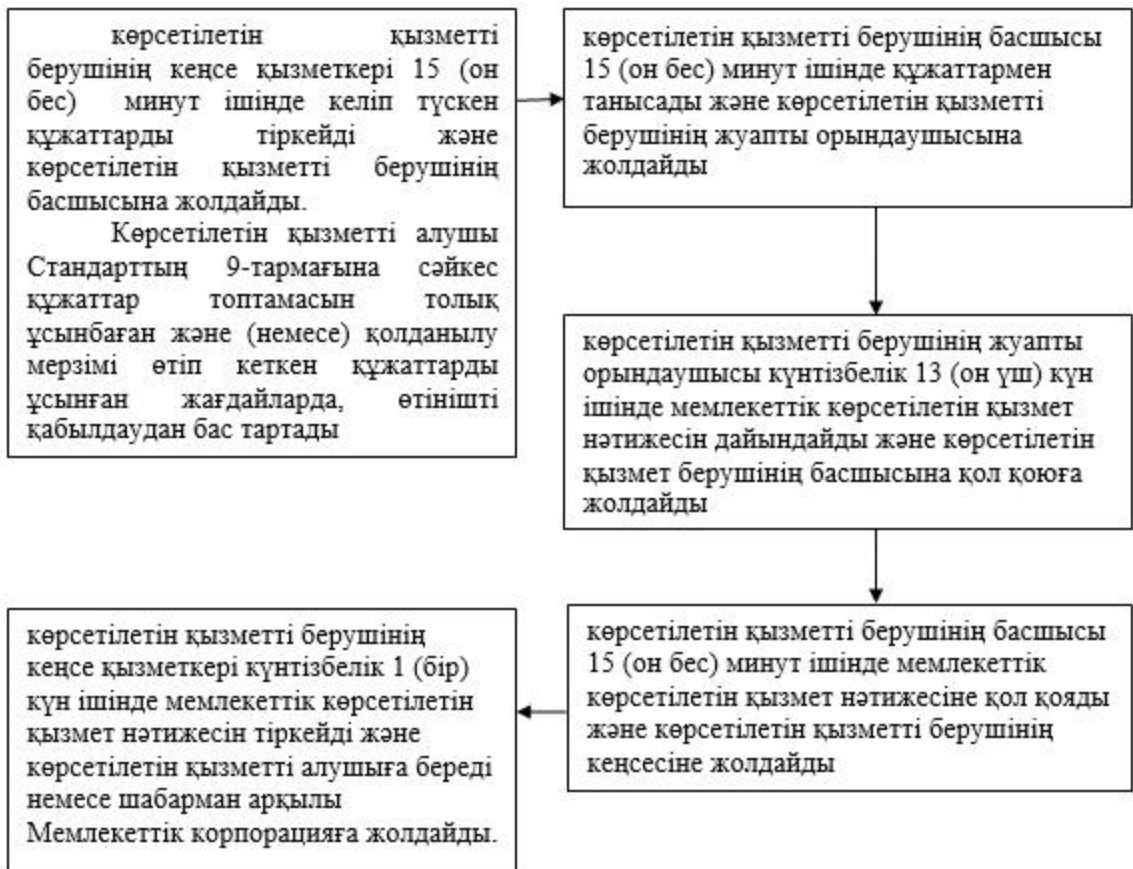 көрсетілетін қызметті
берушінің кеңсе қызметкері 15 (он
бес) минут ішінде келіп түскен
құжаттарды тіркейді және
көрсетілетін қызметті берушінің
басшысына жолдайды.
Көрсетілетін қызметті алушы
Стандарттың 9-тармағына сәйкес
құжаттар топтамасын толық
ұсынбаған және (немесе) қолданылу
мерзімі өтіп кеткен құжаттарды
ұсынған жағдайларда, өтінішті
қабылдаудан бас тартады
көрсетілетін қызметті берушінің басшысы
15 (он бес) минут ішінде құжаттармен
танысады және көрсетілетін қызметті
берушінің жуапты орындаушысына
жолдайды
көрсетілетін қызметті берушінің жуапты
орындаушысы күнтізбелік 13 (он үш) күн
ішінде мемлекеттік көрсетілетін қызмет
нәтижесін дайындайды және көрсетілетін
қызмет берушінің басшысына қол қоюға
жолдайды
көрсетілетін қызметті берушінің басшысы
15 (он бес) минут ішінде мемлекеттік
көрсетілетін қызмет нәтижесіне қол қояды
және көрсетілетін қызметті берушінің
кеңсесіне жолдайды
көрсетілетін қызметті берушінің
кеңсе қызметкері күнтізбелік 1 (бір)
күн ішінде мемлекеттік көрсетілетін
қызмет нәтижесін тіркейді және
көрсетілетін қызметті алушыға береді
немесе шабарман арқылы
Мемлекеттік корпорацияға жолдайды.